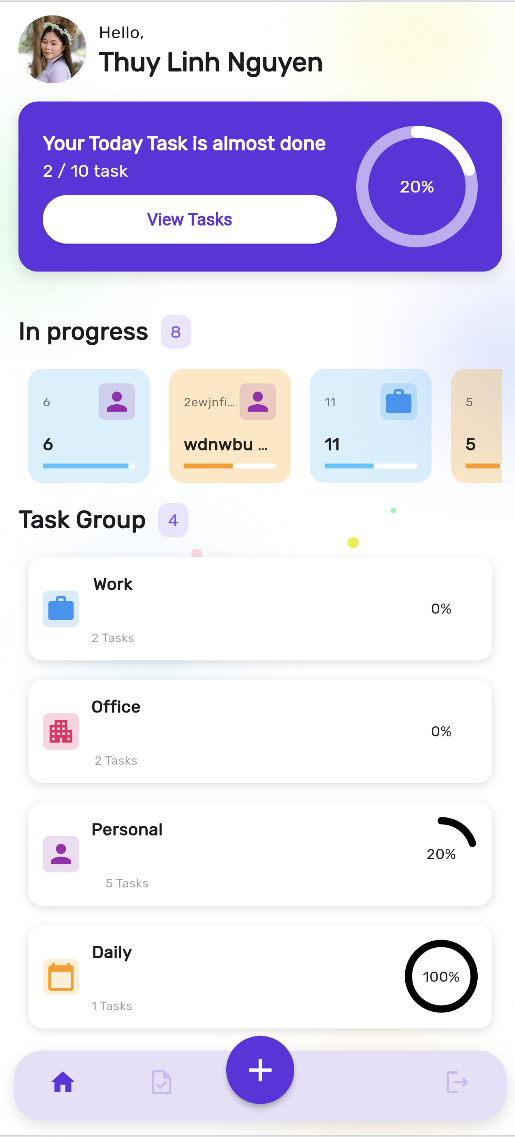 Hello,
Thuy Linh Nguyen
Your Today Task is almost done
2 / 10 task
20%
View Tasks
In progress 8
6
6
2ewjnfi...
wdnwbu ...
11
11
5
5
Task Group 4
Work
0%
2 Tasks
Office
0%
2 Tasks
Personal
20%
5 Tasks
Daily
100%
1 Tasks